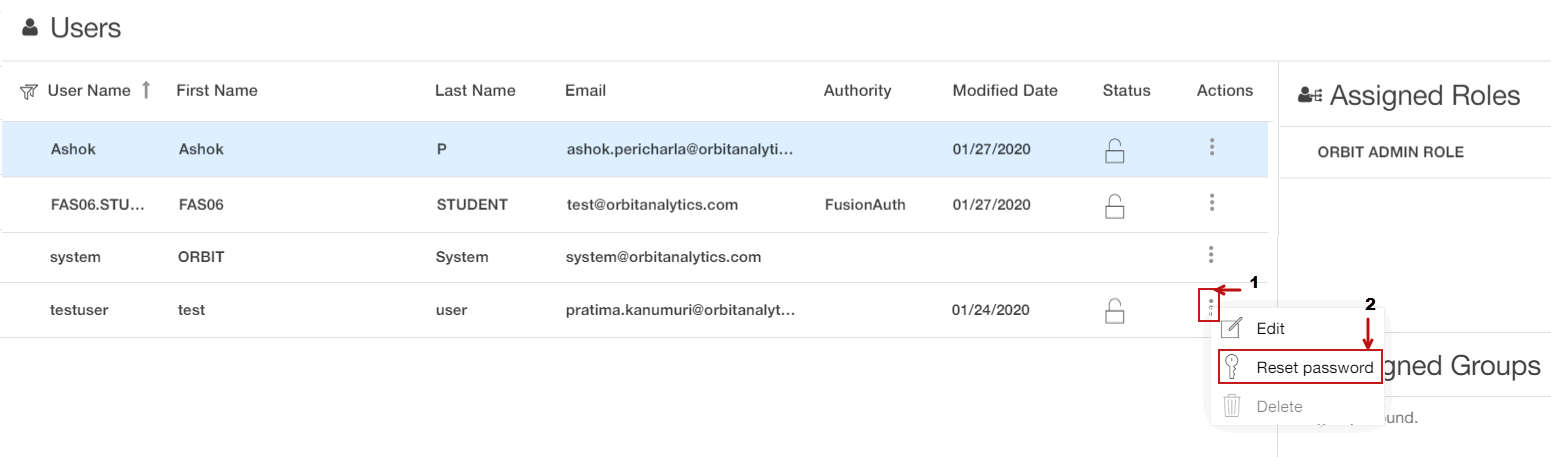 Users
User Name First Name Last Name Email Authority Modified Date Status Actions
Assigned Roles
Ashok Ashok P ashok.pericharla@orbitanalyti... 01/27/2020
ORBIT ADMIN ROLE
FAS06.STU... FAS06 STUDENT test@orbitanalytics.com FusionAuth 01/27/2020
system ORBIT System system@orbitanalytics.com
1
testuser test user pratima.kanumuri@orbitanalyt... 01/24/2020
2
Edit
Reset password
gned Groups
Delete
ound.